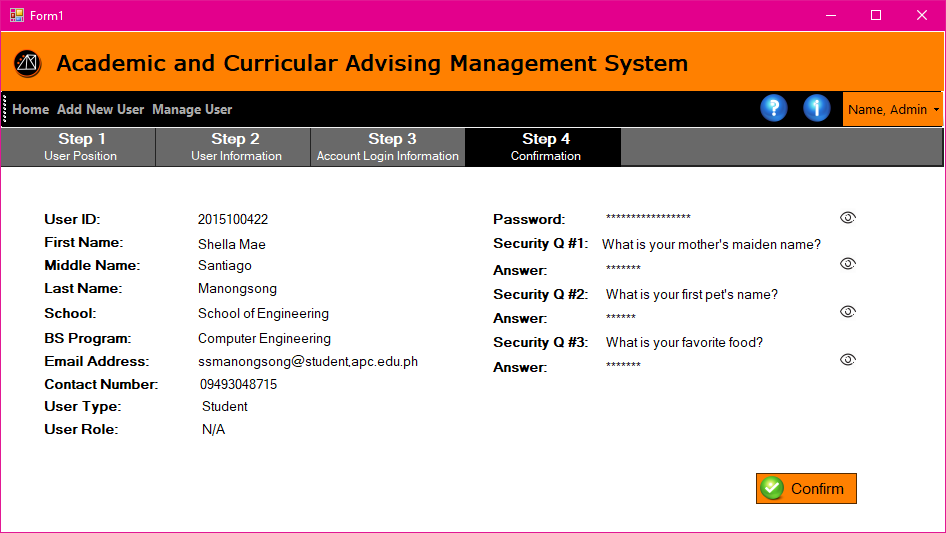 Form1
Academic and Curricular Advising Management System
Home Add New User Manage User Name, Admin
Step 1
User Position
Step 2
User Information
Step 3
Account Login Information
Step 4
Confirmation
User ID: 2015100422
First Name: Shella Mae
Middle Name: Santiago
Last Name: Manongsong
School: School of Engineering
BS Program: Computer Engineering
Email Address: ssmanongsong@student.apc.edu.ph
Contact Number: 09493048715
User Type: Student
User Role: N/A
Password: *****************
Security Q #1: What is your mother's maiden name?
Answer: *******
Security Q #2: What is your first pet's name?
Answer: ******
Security Q #3: What is your favorite food?
Answer: *******
Confirm